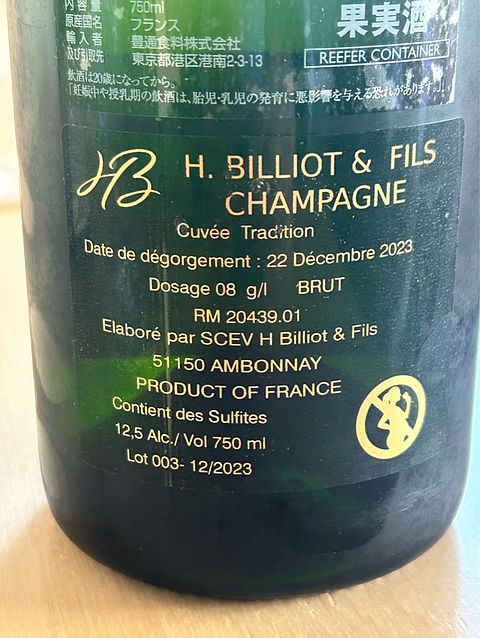 内容量 750ml
原産国名 フランス
輸入者 豊通食料株式会社
及び引取先 東京都港区港南2-3-13
果実酒
REEFER CONTAINER
飲酒は20歳になってから。
「妊娠中や授乳期の飲酒は、胎児・乳児の発育に悪影響を与える恐れがあります。」
HB H. BILLIOT & FILS
CHAMPAGNE
Cuvée Tradition
Date de dégorgement : 22 Décembre 2023
Dosage 08 g/l BRUT
RM 20439.01
Elaboré par SCEV H Billiot & Fils
51150 AMBONNAY
PRODUCT OF FRANCE
Contient des Sulfites
12,5 Alc./ Vol 750 ml
Lot 003- 12/2023